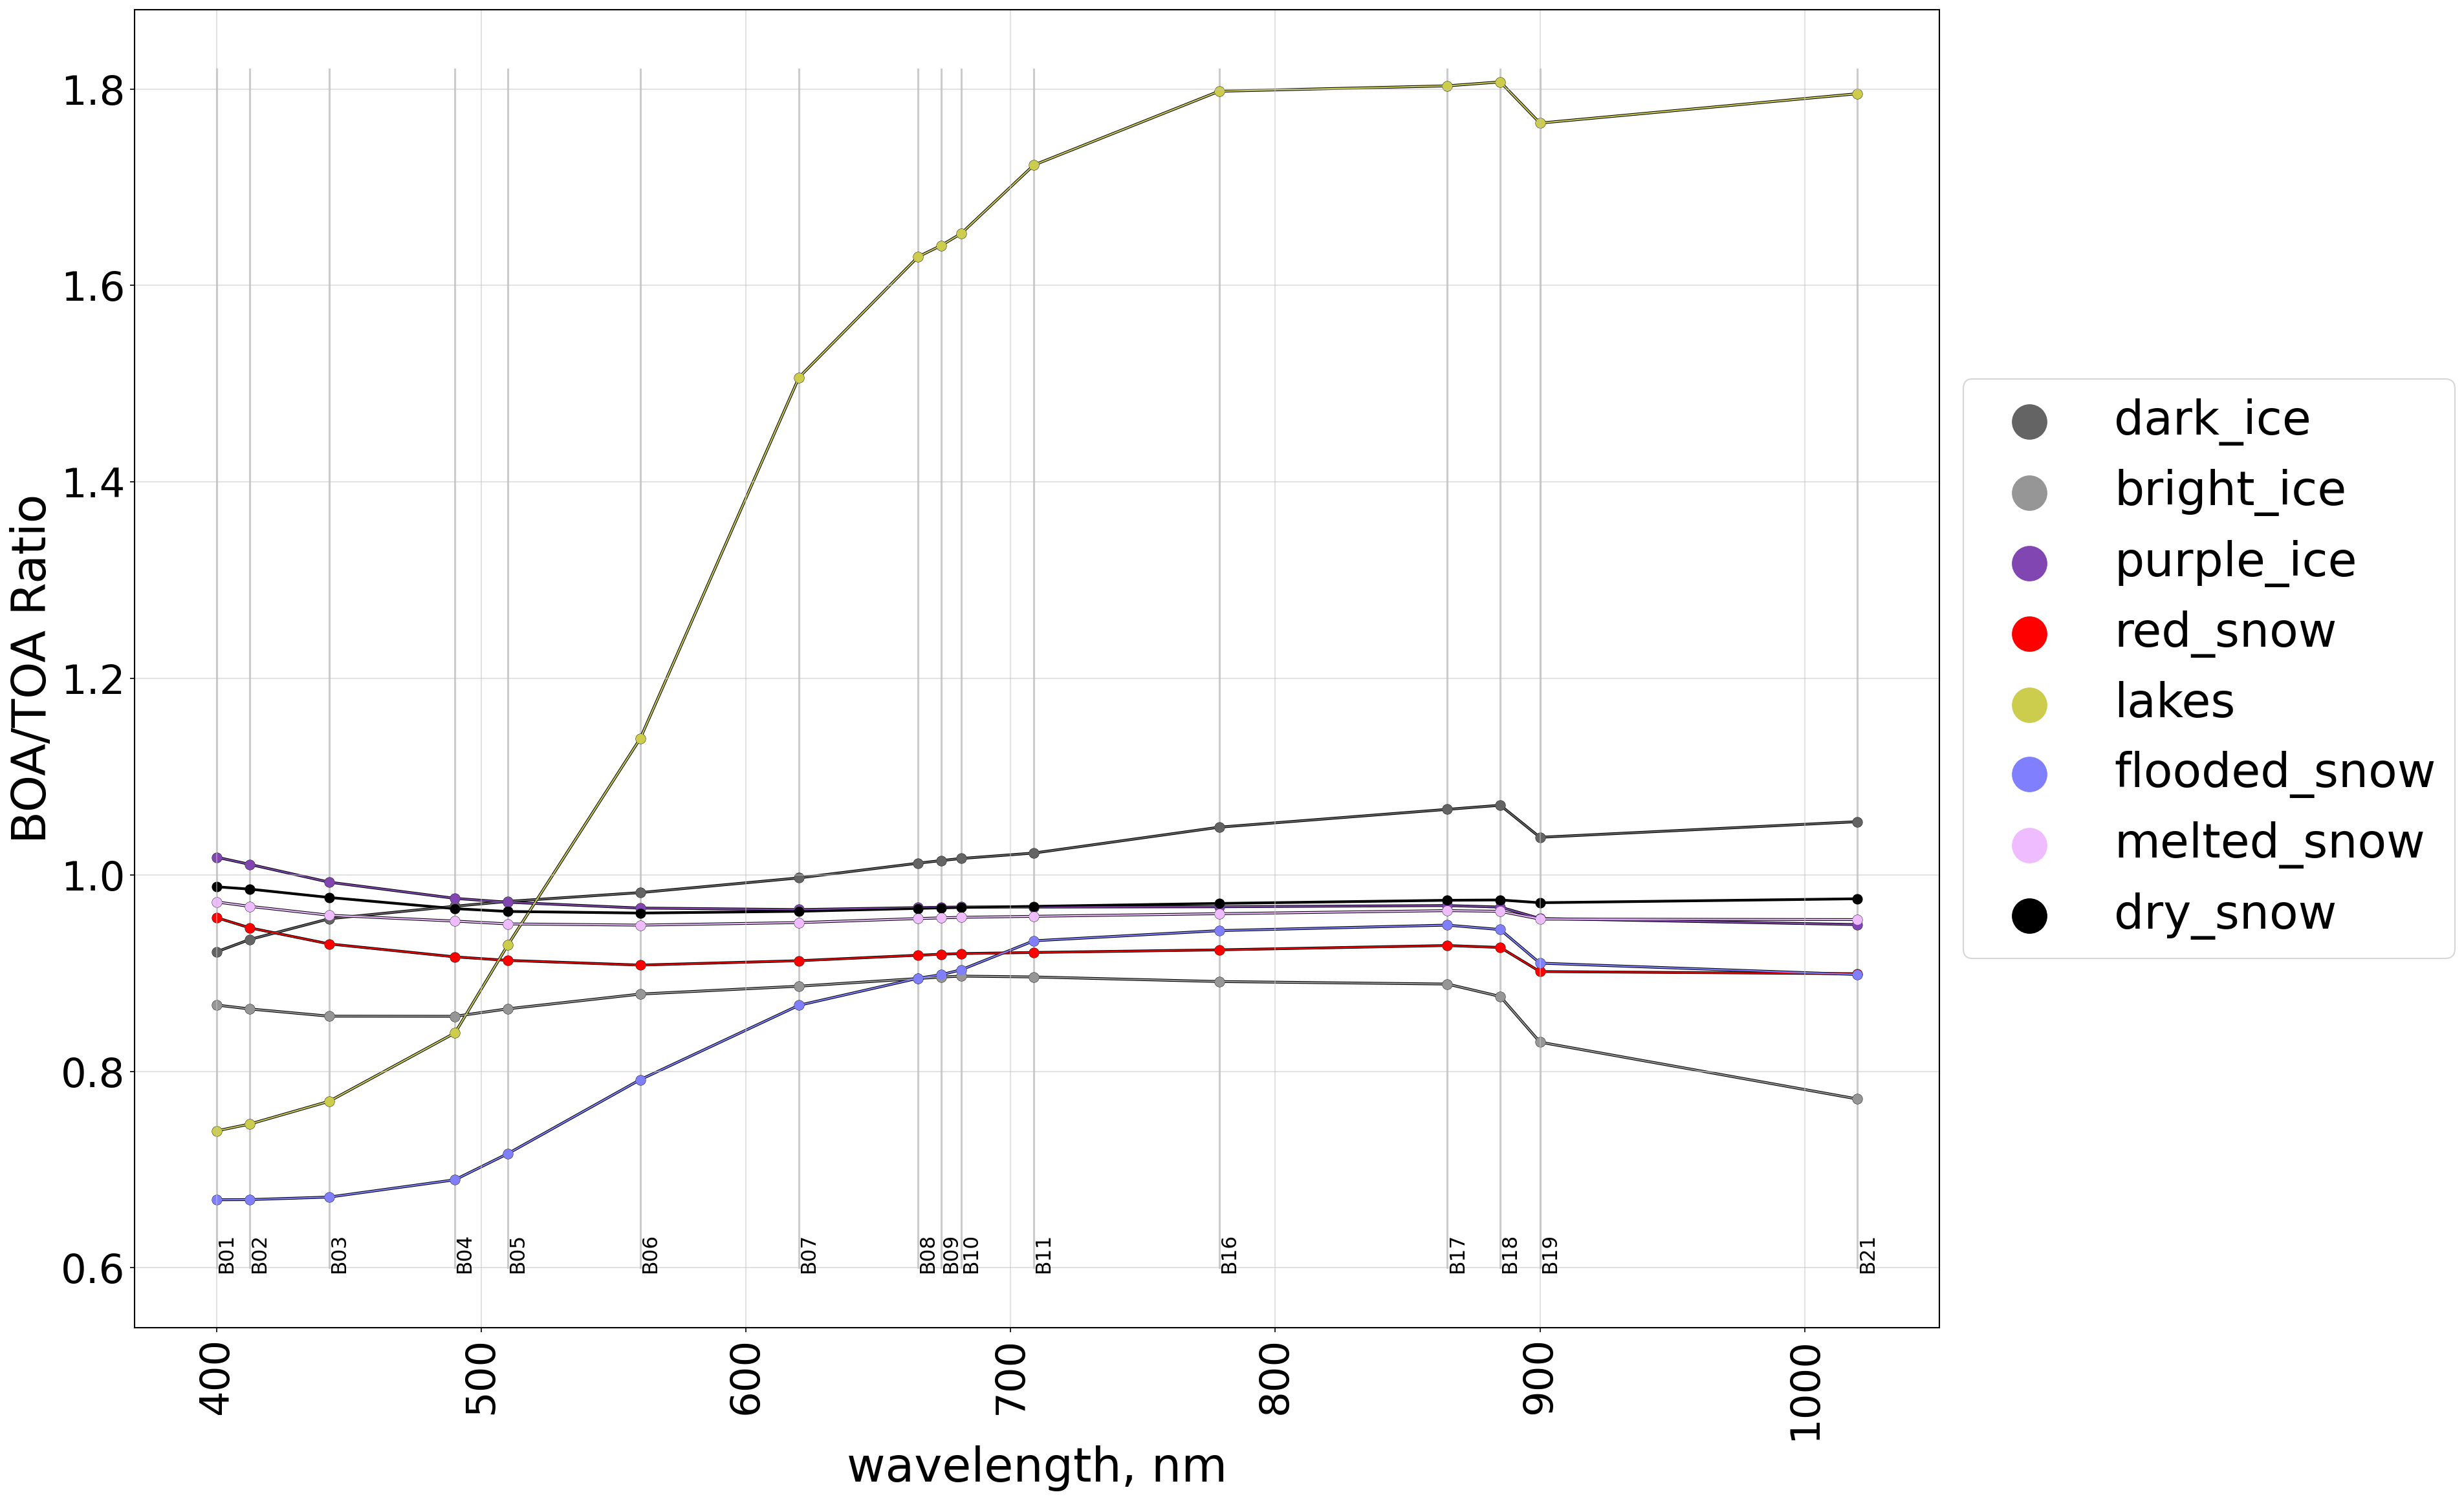 BOA/TOA Ratio
1.8
1.6
1.4
1.2
1.0
0.8
0.6
B01
B02
B03
B04
B05
B06
B07
B08
B09
B10
B11
B16
B17
B18
B19
B21
400
500
600
700
800
900
1000
wavelength, nm
dark_ice
bright_ice
purple_ice
red_snow
lakes
flooded_snow
melted_snow
dry_snow